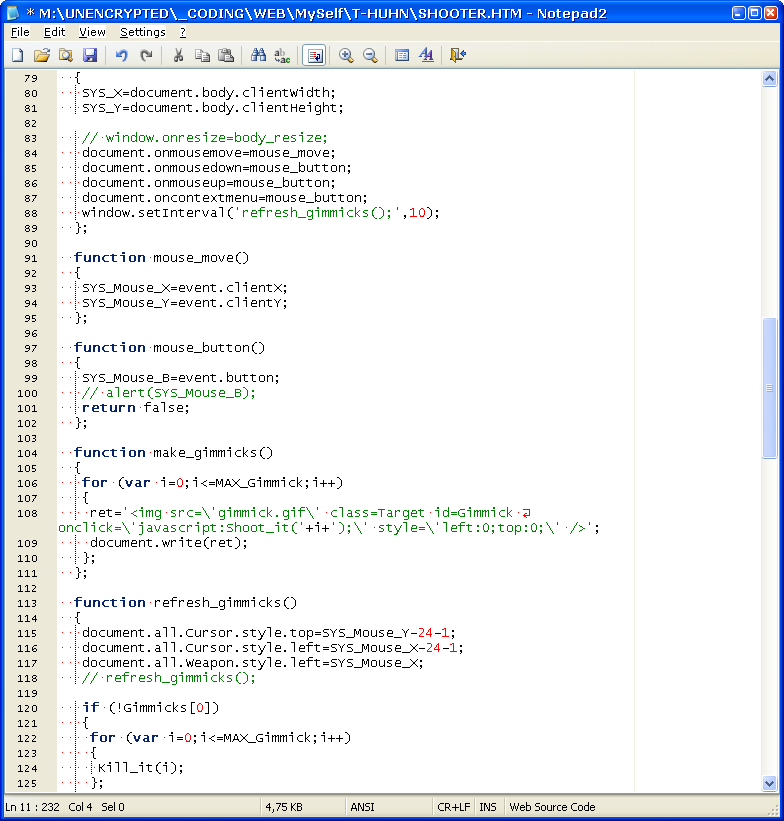 * M:\UNENCRYPTED\_CODING\WEB\MySelf\T-HUHN\SHOOTER.HTM - Notepad2
File Edit View Settings ?
79 {
80 SYS_X=document.body.clientWidth;
81 SYS_Y=document.body.clientHeight;
82
83 // window.onresize=body_resize;
84 document.onmousemove=mouse_move;
85 document.onmousedown=mouse_button;
86 document.onmouseup=mouse_button;
87 document.oncontextmenu=mouse_button;
88 window.setInterval('refresh_gimmicks();',10);
89 };
90
91 function mouse_move()
92 {
93 SYS_Mouse_X=event.clientX;
94 SYS_Mouse_Y=event.clientY;
95 };
96
97 function mouse_button()
98 {
99 SYS_Mouse_B=event.button;
100 // alert(SYS_Mouse_B);
101 return false;
102 };
103
104 function make_gimmicks()
105 {
106 for (var i=0;i<=MAX_Gimmick;i++)
107 {
108 ret='<img src=\'gimmick.gif\' class=Target id=Gimmick
onclick=\'javascript:Shoot_it('+i+');\' style=\'left:0;top:0;\' />';
109 document.write(ret);
110 };
111 };
112
113 function refresh_gimmicks()
114 {
115 document.all.Cursor.style.top=SYS_Mouse_Y-24-1;
116 document.all.Cursor.style.left=SYS_Mouse_X-24-1;
117 document.all.Weapon.style.left=SYS_Mouse_X;
118 // refresh_gimmicks();
119
120 if (!Gimmicks[0])
121 {
122 for (var i=0;i<=MAX_Gimmick;i++)
123 {
124 Kill_it(i);
125 };
Ln 11 : 232 Col 4 Sel 0 4,75 KB ANSI CR+LF INS Web Source Code